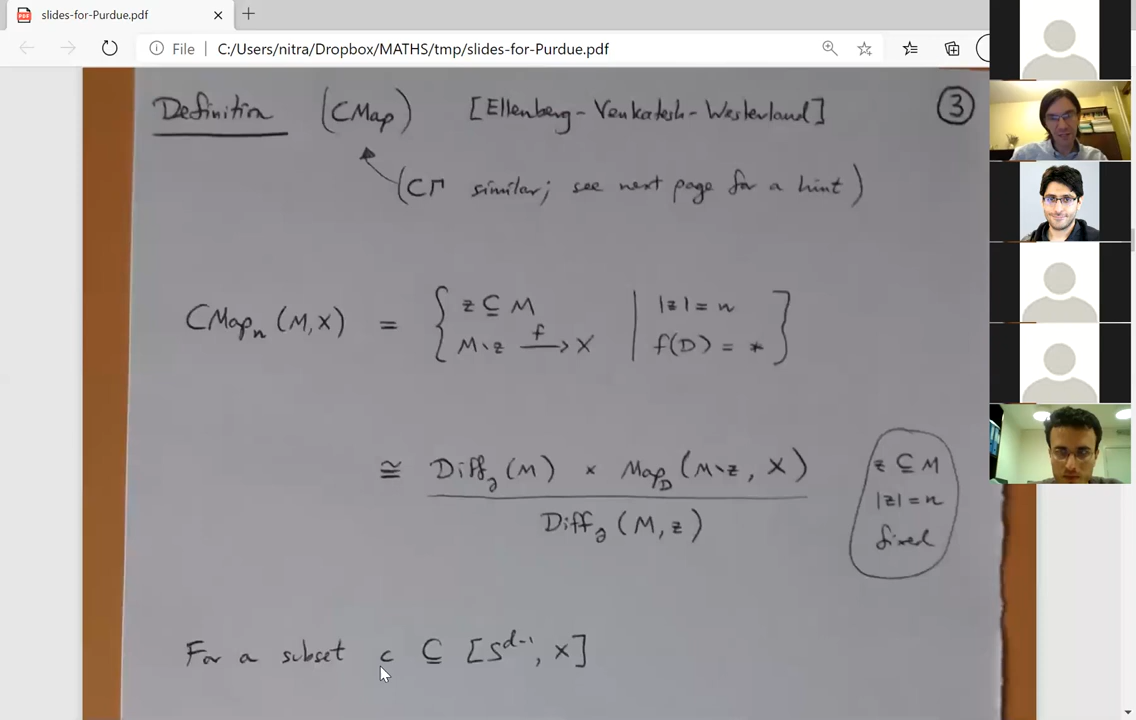 slides-for-Purdue.pdf
File C:/Users/nitra/Dropbox/MATHS/tmp/slides-for-Purdue.pdf
Definition (CMap) [Ellenberg-Venkatesh-Westerland] ③
(CΓ similar; see next page for a hint)
CMapₙ(M,X) = { z ⊆ M | |z| = n
M∖z →f X | f(D) = * }
≅ Diff_∂(M) × Map_D(M∖z, X) z ⊆ M
|z| = n
Diff_∂(M, z) fixed
For a subset c ⊆ [S^{d-1}, X]